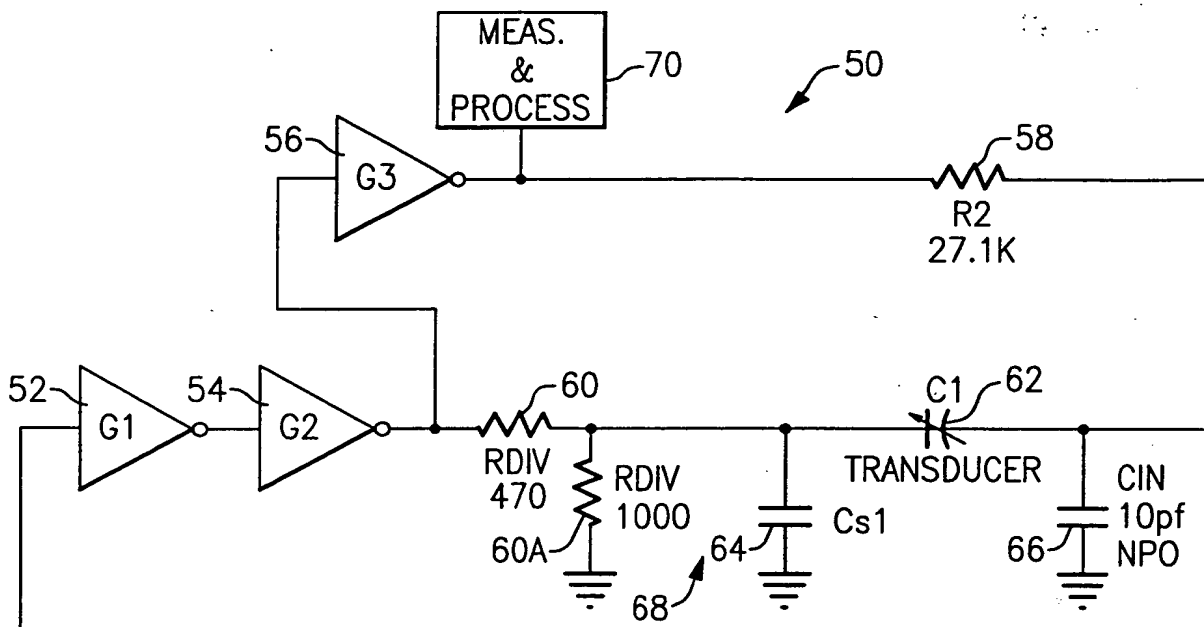 MEAS.
&
PROCESS
70
50
56
G3
58
R2
27.1K
52
G1
54
G2
60
RDIV
470
RDIV
1000
60A
68
64
Cs1
C1
62
TRANSDUCER
66
CIN
10pf
NPO